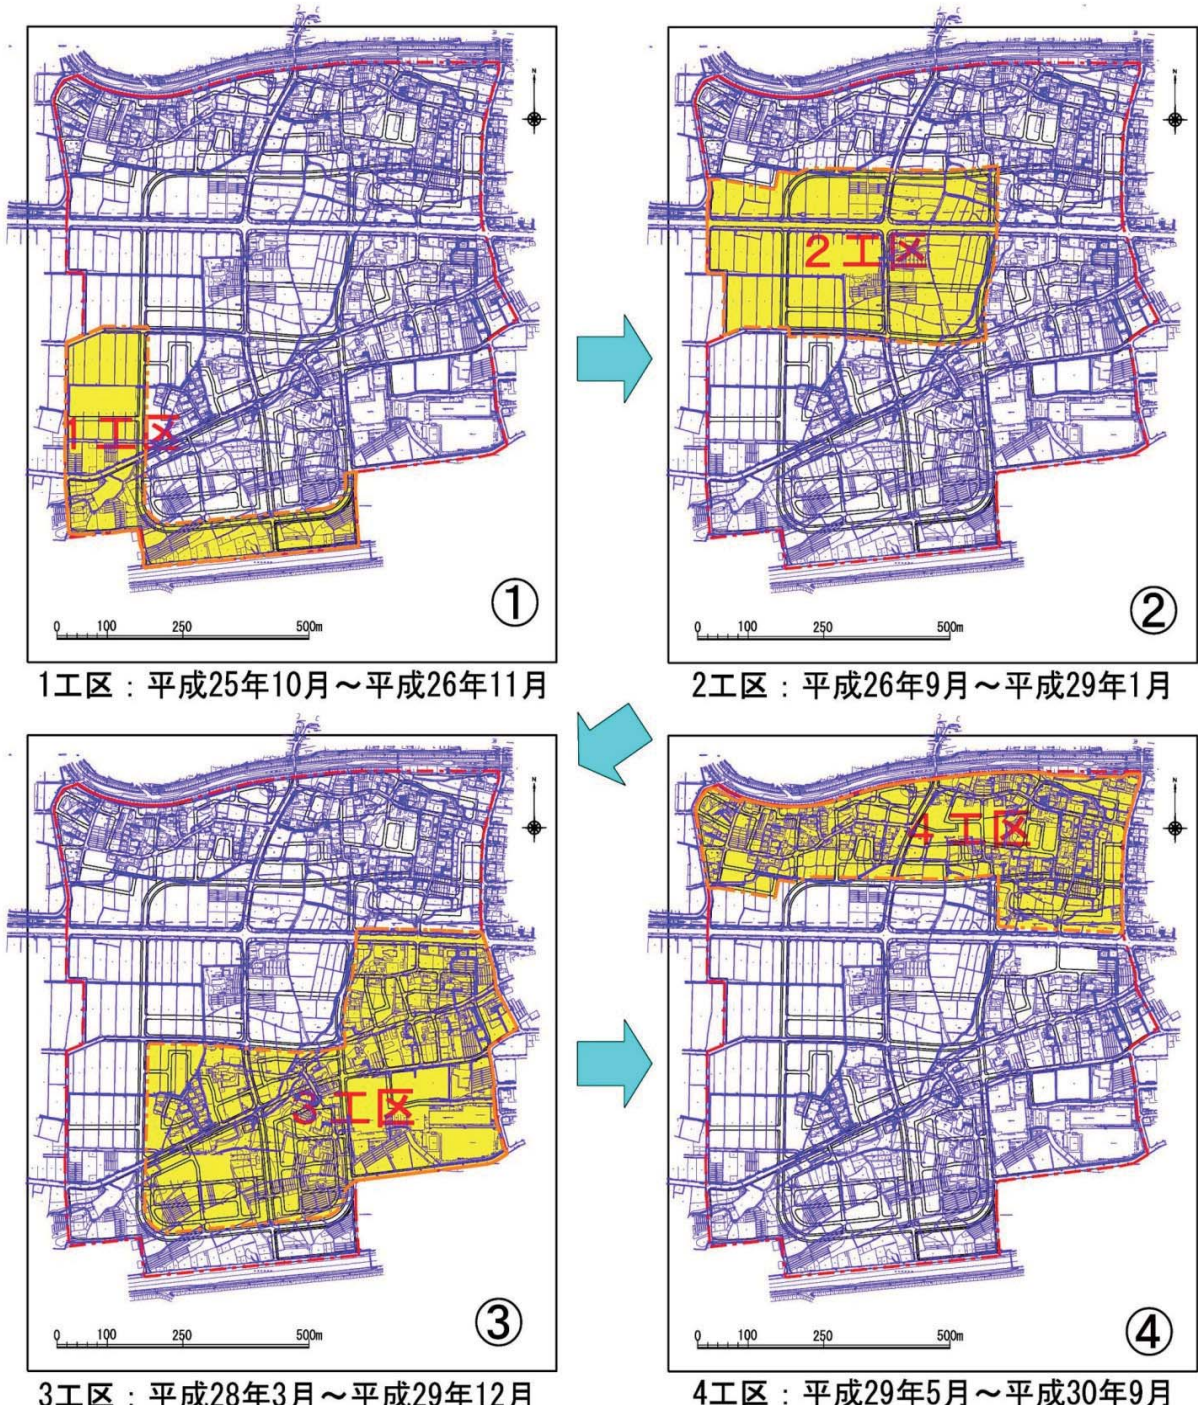 N
1工区
①
0 100 250 500m
1工区：平成25年10月～平成26年11月
N
2工区
②
0 100 250 500m
2工区：平成26年9月～平成29年1月
N
3工区
③
0 100 250 500m
3工区：平成28年3月～平成29年12月
N
4工区
④
0 100 250 500m
4工区：平成29年5月～平成30年9月